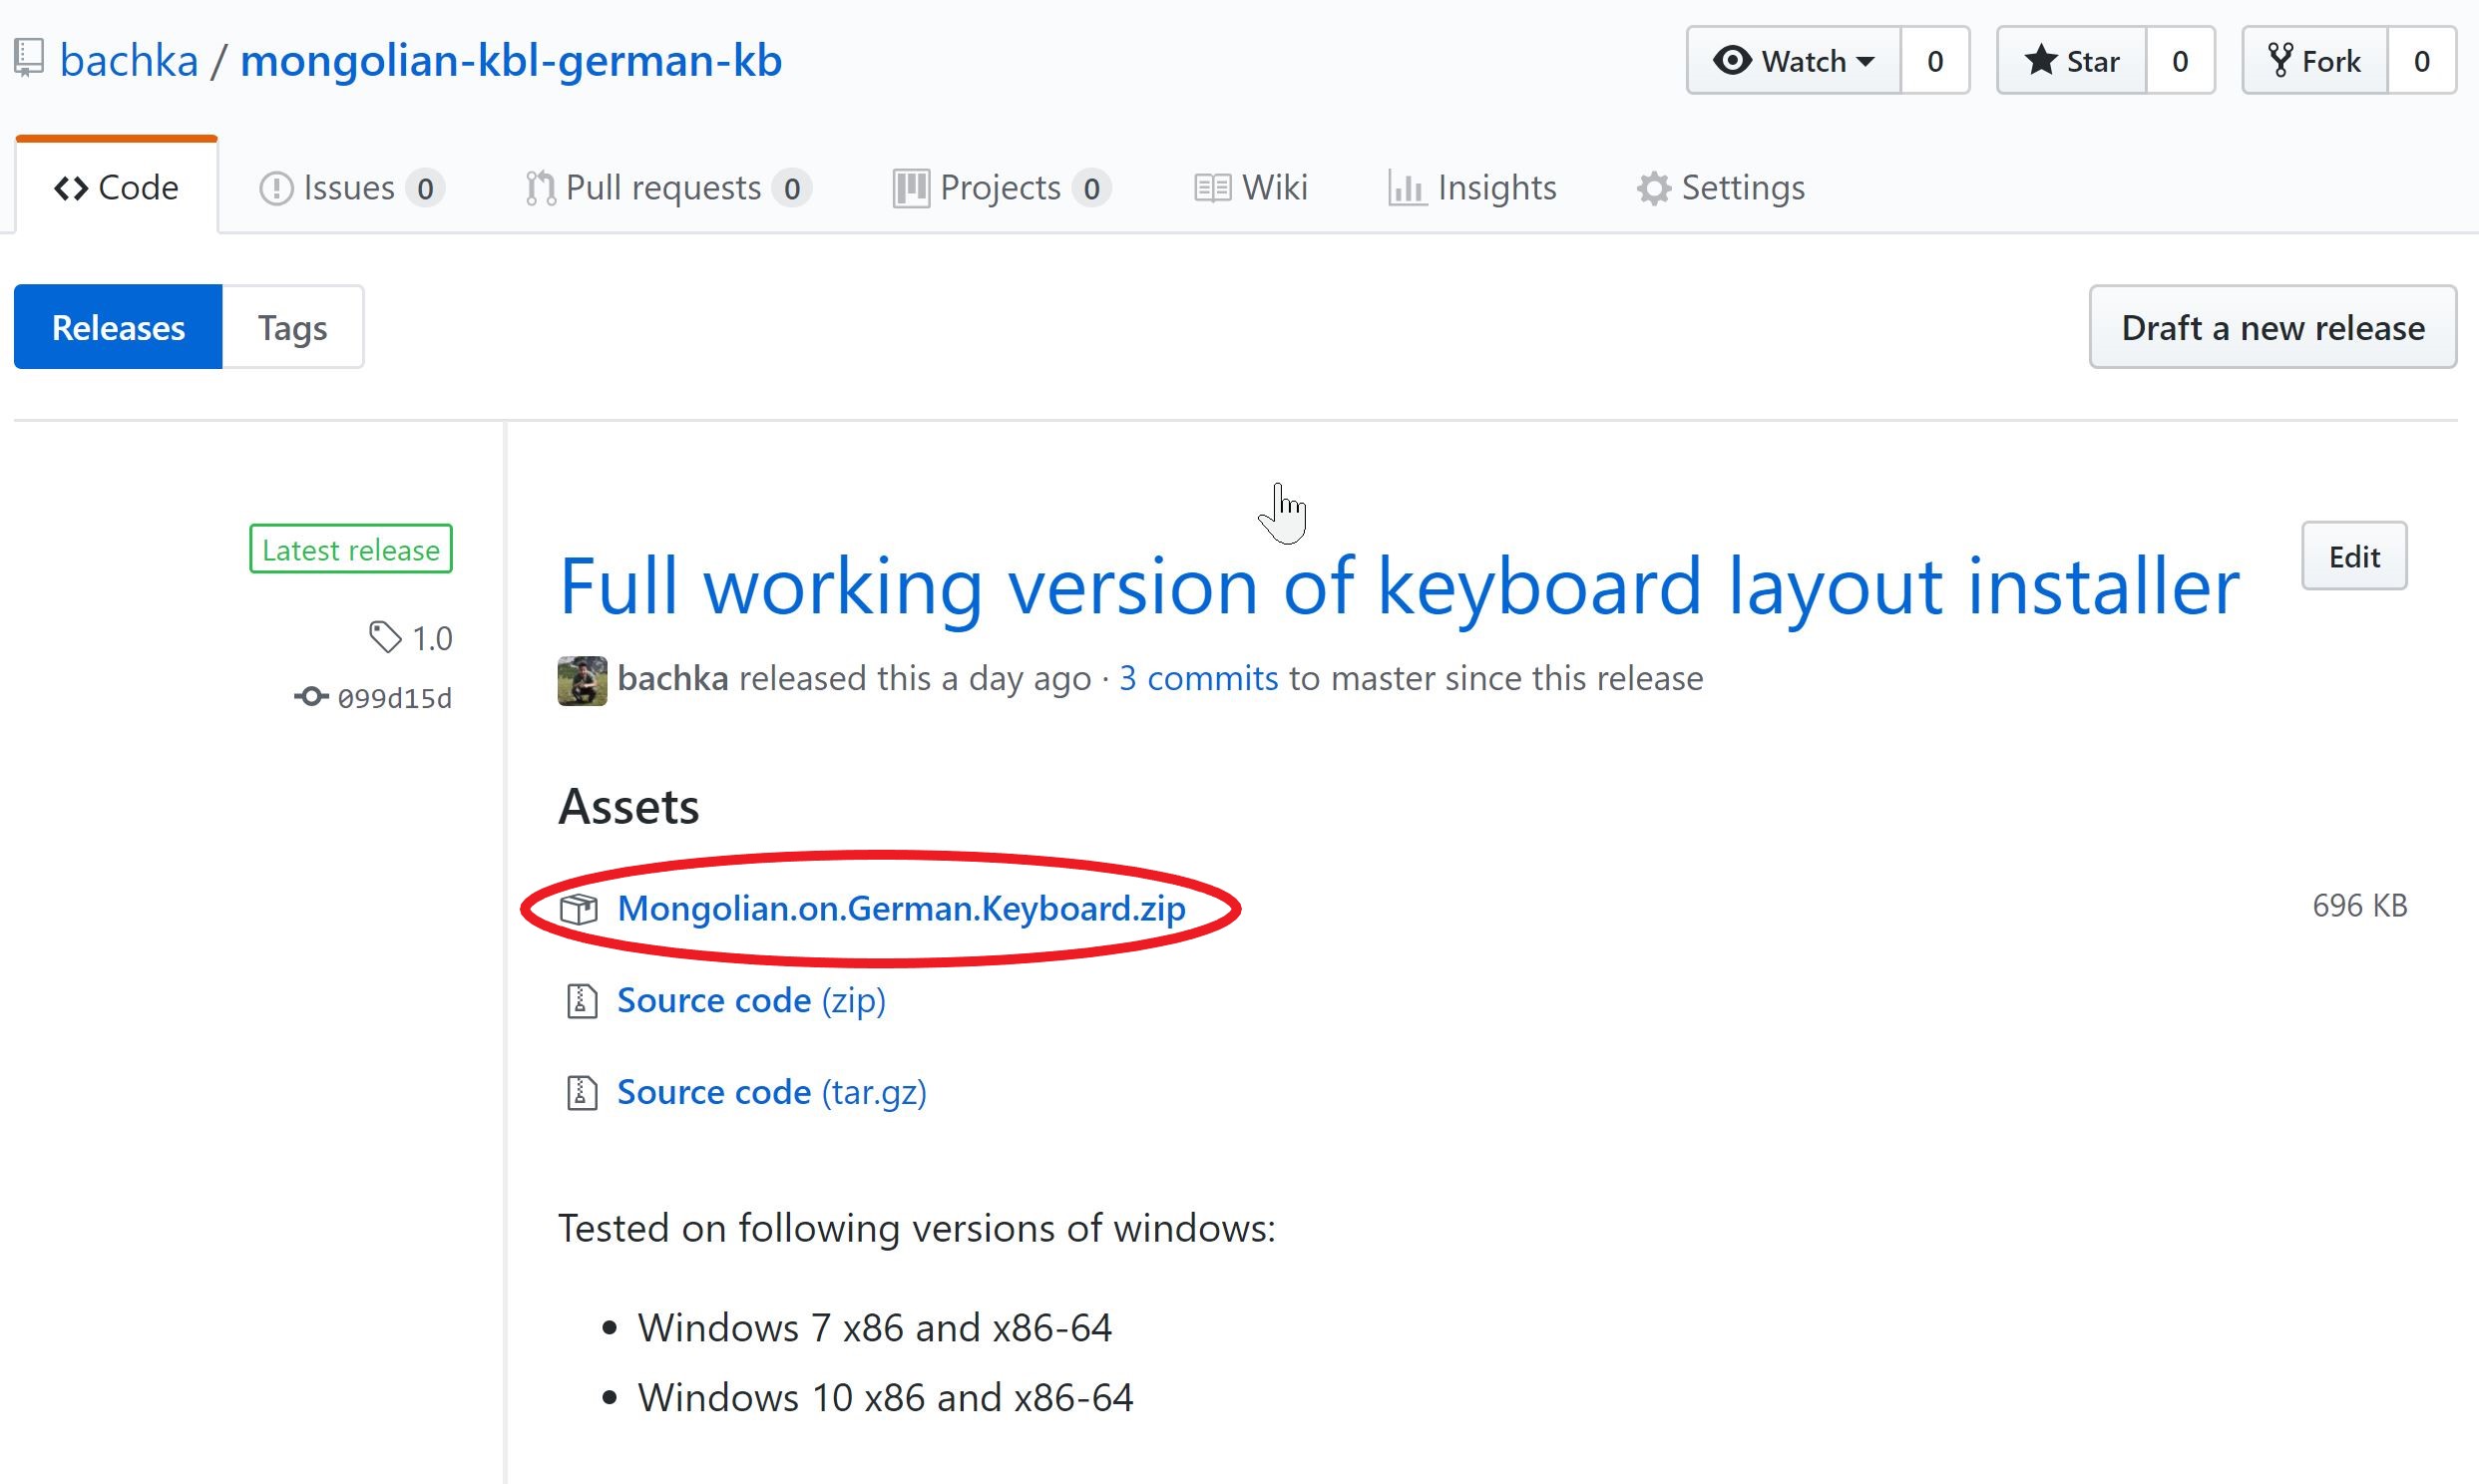 bachka / mongolian-kbl-german-kb
Watch 0 Star 0 Fork 0
Code Issues 0 Pull requests 0 Projects 0 Wiki Insights Settings
Releases Tags Draft a new release
Latest release
1.0
099d15d
Full working version of keyboard layout installer Edit
bachka released this a day ago · 3 commits to master since this release
Assets
Mongolian.on.German.Keyboard.zip 696 KB
Source code (zip)
Source code (tar.gz)
Tested on following versions of windows:
• Windows 7 x86 and x86-64
• Windows 10 x86 and x86-64